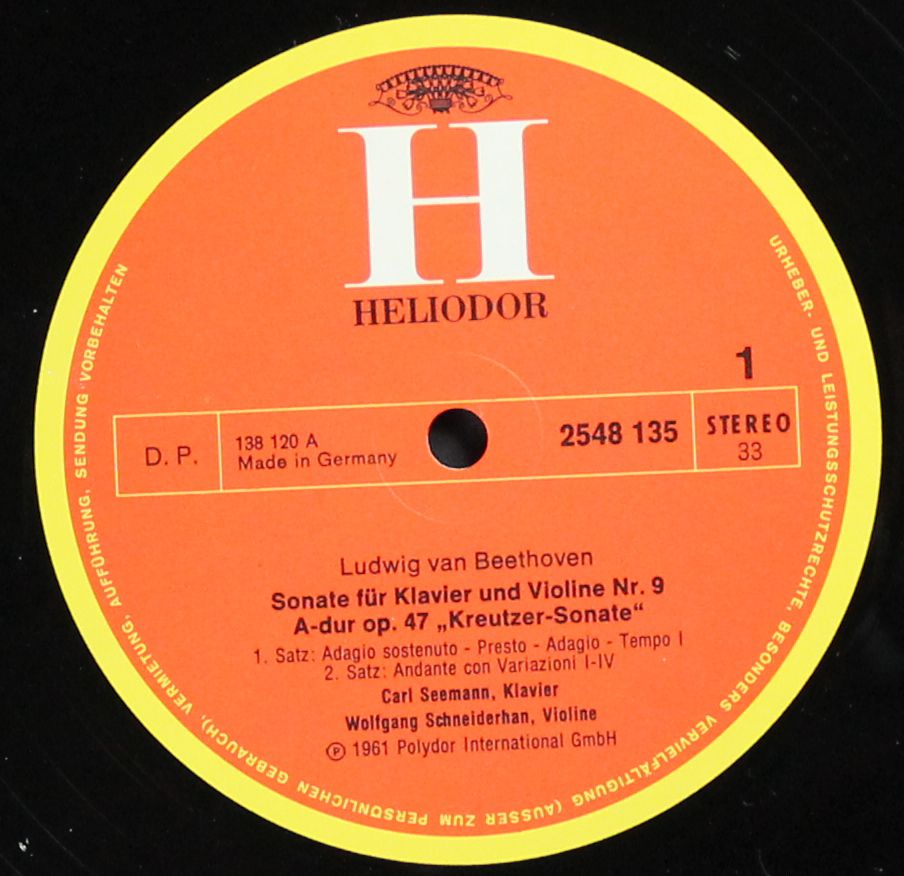 H
HELIODOR
1
D. P.
138 120 A
Made in Germany
2548 135
STEREO
33
Ludwig van Beethoven
Sonate für Klavier und Violine Nr. 9
A-dur op. 47 „Kreutzer-Sonate“
1. Satz: Adagio sostenuto - Presto - Adagio - Tempo I
2. Satz: Andante con Variazioni I-IV
Carl Seemann, Klavier
Wolfgang Schneiderhan, Violine
Ⓟ 1961 Polydor International GmbH
URHEBER- UND LEISTUNGSSCHUTZRECHTE, BESONDERS VERVIELFÄLTIGUNG (AUSSER ZUM PERSÖNLICHEN GEBRAUCH), VERMIETUNG, AUFFÜHRUNG, SENDUNG VORBEHALTEN